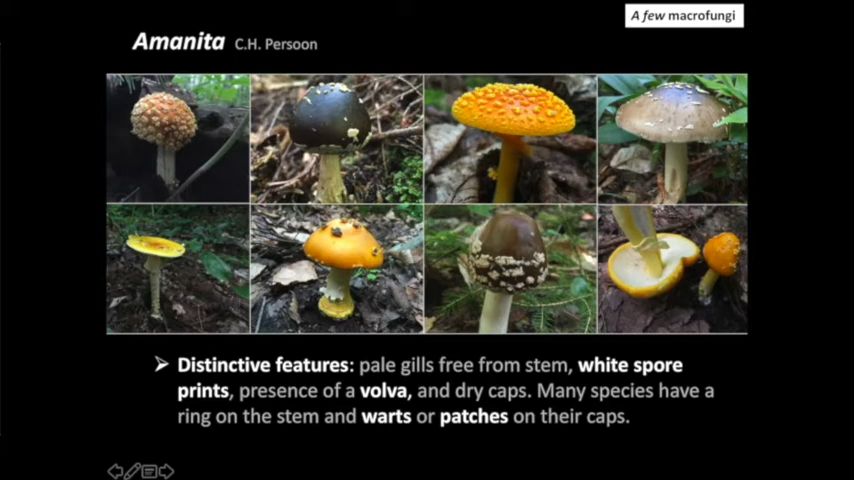 A few macrofungi
Amanita C.H. Persoon
Distinctive features: pale gills free from stem, white spore
prints, presence of a volva, and dry caps. Many species have a
ring on the stem and warts or patches on their caps.